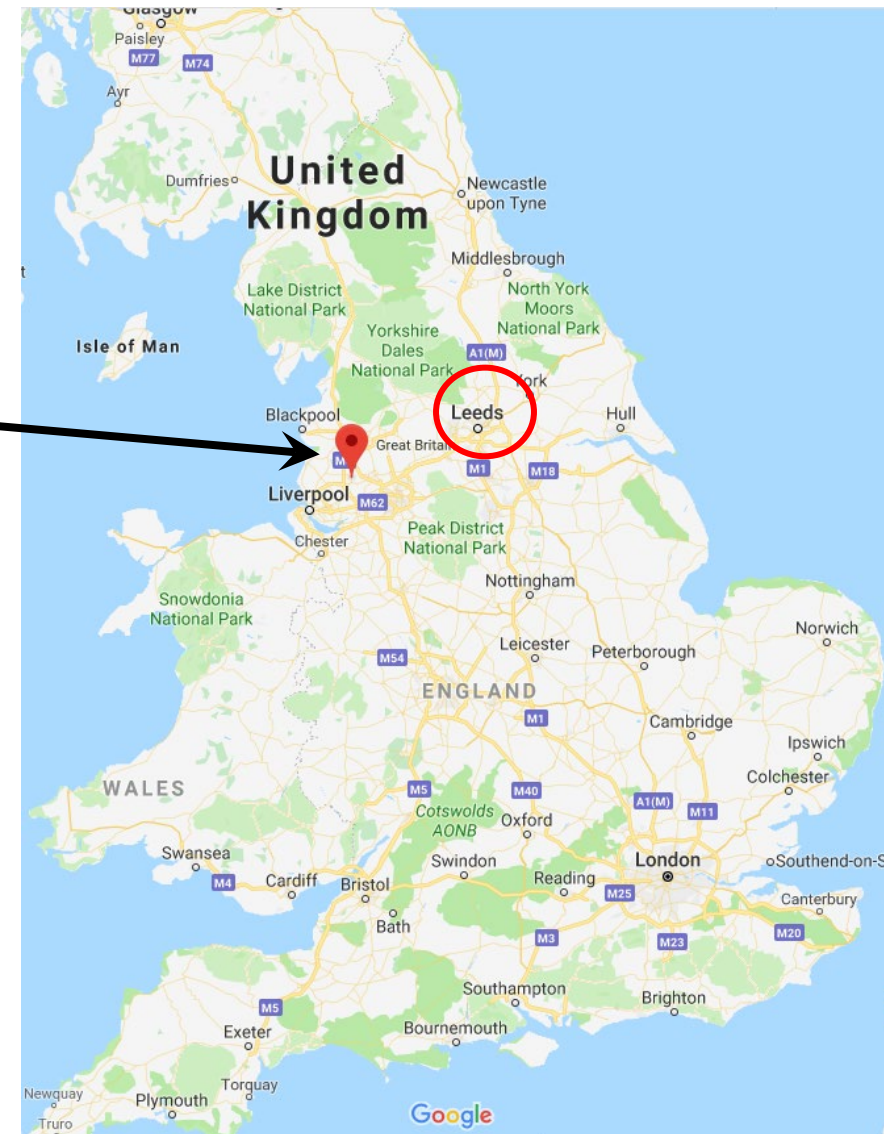 Glasgow
Paisley
M77
M74
Ayr
United
Kingdom
Dumfries
Newcastle
upon Tyne
Middlesbrough
Lake District
National Park
North York
Moors
National Park
Isle of Man
Yorkshire
Dales
National Park
A1(M)
York
Blackpool
Leeds
Hull
Great Britain
M1
M18
Liverpool
M62
Chester
Peak District
National Park
Nottingham
Snowdonia
National Park
Norwich
Leicester
Peterborough
M54
ENGLAND
M1
Cambridge
Ipswich
WALES
Colchester
M5
M40
A1(M)
M11
Cotswolds
AONB
Oxford
Swansea
Swindon
London
Southend-on-S
M4
Cardiff
Bristol
Reading
M25
Canterbury
Bath
M3
M23
M20
Southampton
Brighton
M5
Exeter
Bournemouth
Torquay
Newquay
Plymouth
Truro
Google